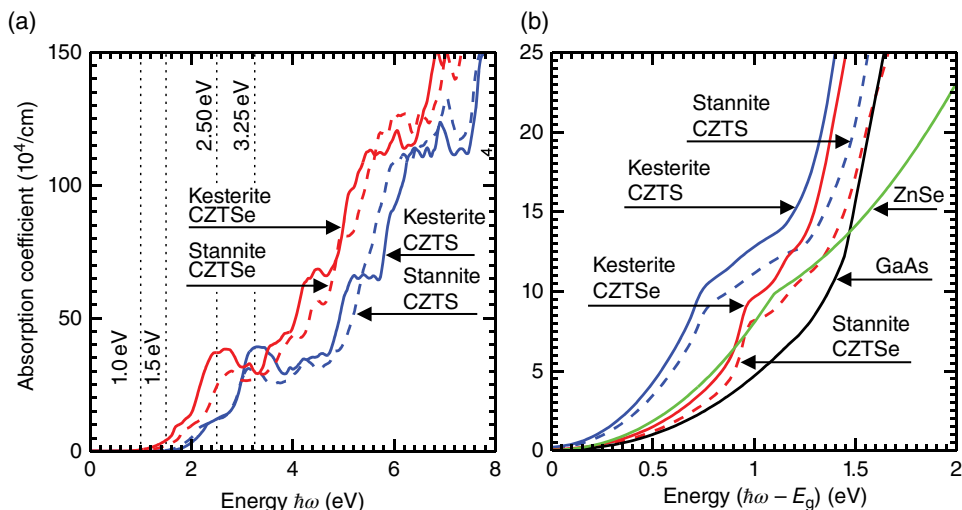 (a)
150
100
50
0
Absorption coefficient (10⁴/cm)
1.0 eV
1.5 eV
2.50 eV
3.25 eV
Kesterite
CZTSe
Stannite
CZTSe
Kesterite
CZTS
Stannite
CZTS
4
0 2 4 6 8
Energy ℏω (eV)
(b)
25
20
15
10
5
0
Stannite
CZTS
Kesterite
CZTS
ZnSe
Kesterite
CZTSe
GaAs
Stannite
CZTSe
0 0.5 1 1.5 2
Energy (ℏω − Eg) (eV)